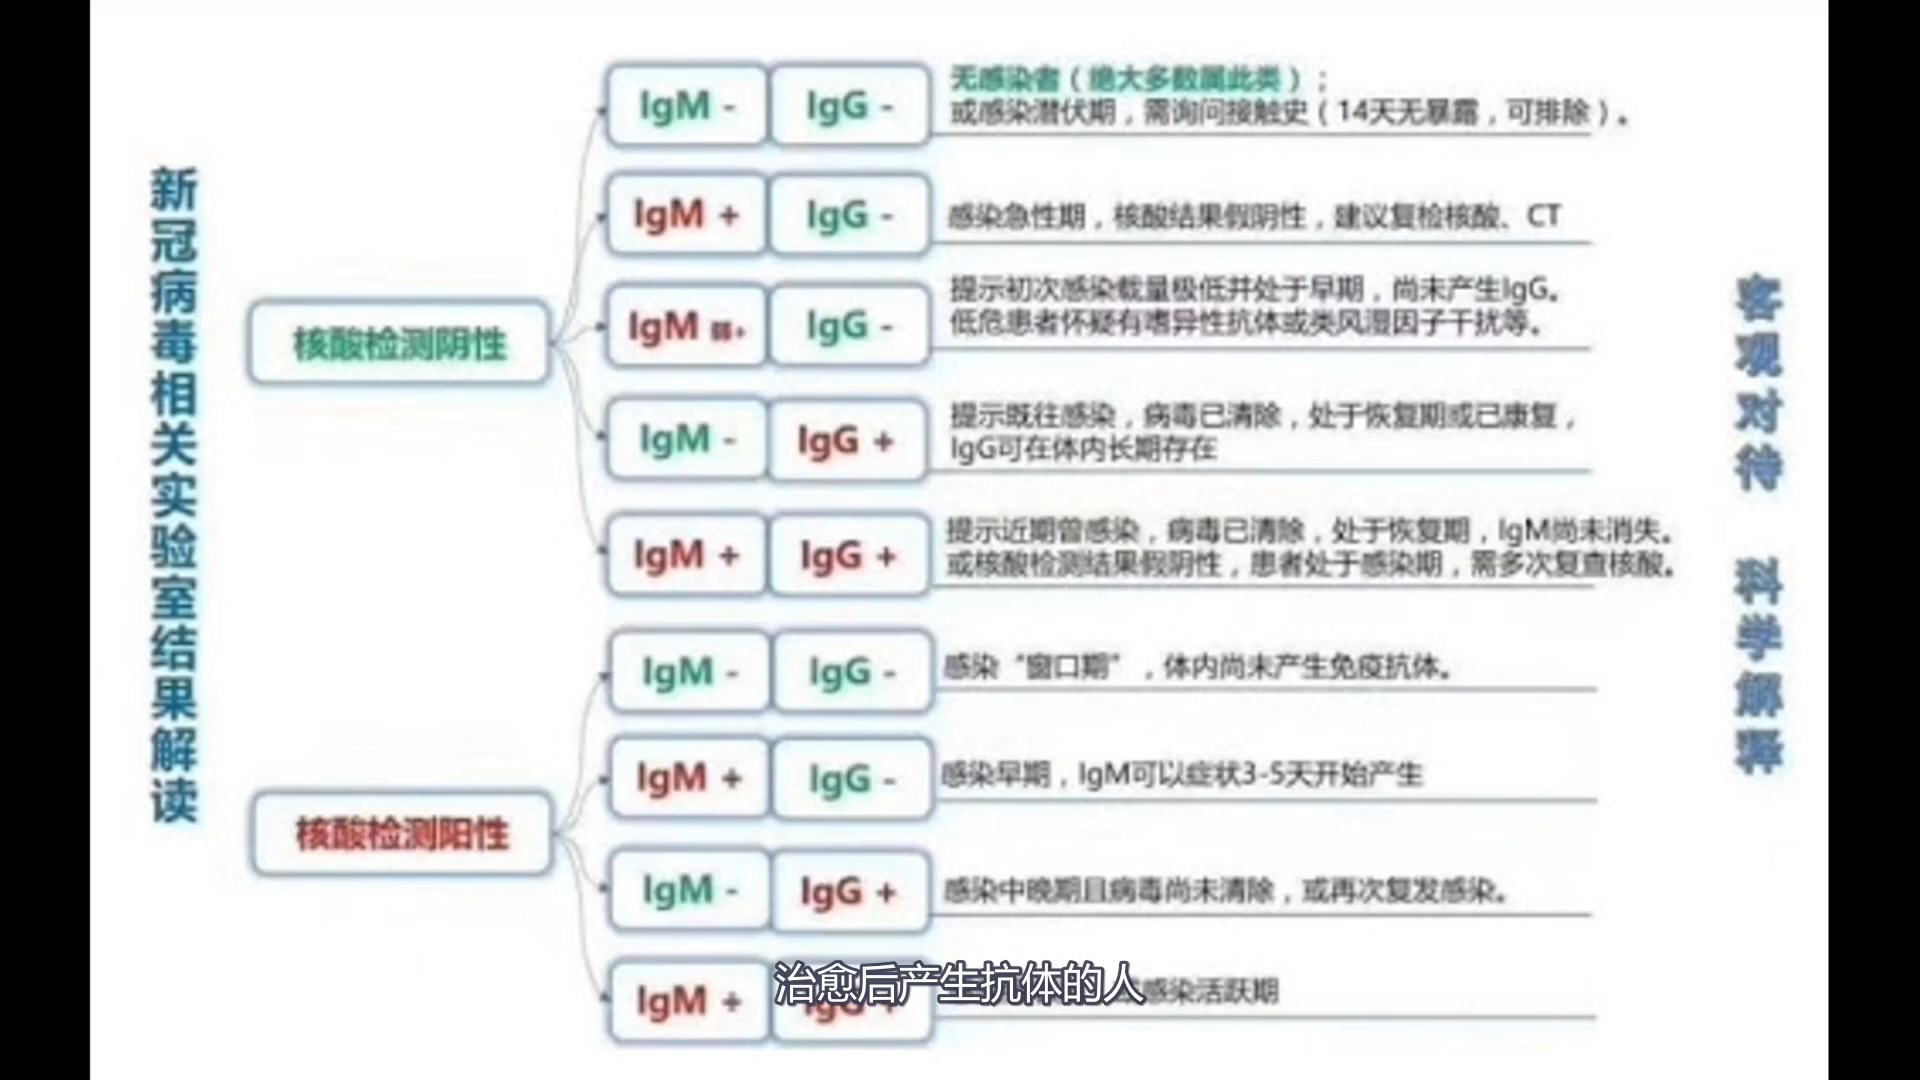 新冠病毒相关实验室结果解读
核酸检测阴性
IgM - IgG -
无感染者（绝大多数属此类）；
或感染潜伏期，需询问接触史（14天无暴露，可排除）。
IgM + IgG -
感染急性期，核酸结果假阴性，建议复检核酸、CT
IgM 弱+ IgG -
提示初次感染载量极低并处于早期，尚未产生IgG。
低危患者怀疑有嗜异性抗体或类风湿因子干扰等。
IgM - IgG +
提示既往感染，病毒已清除，处于恢复期或已康复，
IgG可在体内长期存在
IgM + IgG +
提示近期曾感染，病毒已清除，处于恢复期，IgM尚未消失。
或核酸检测结果假阴性，患者处于感染期，需多次复查核酸。
核酸检测阳性
IgM - IgG -
感染“窗口期”，体内尚未产生免疫抗体。
IgM + IgG -
感染早期，IgM可以症状3-5天开始产生
IgM - IgG +
感染中晚期且病毒尚未清除，或再次复发感染。
IgM + IgG +
感染活跃期
客观对待 科学解释
治愈后产生抗体的人